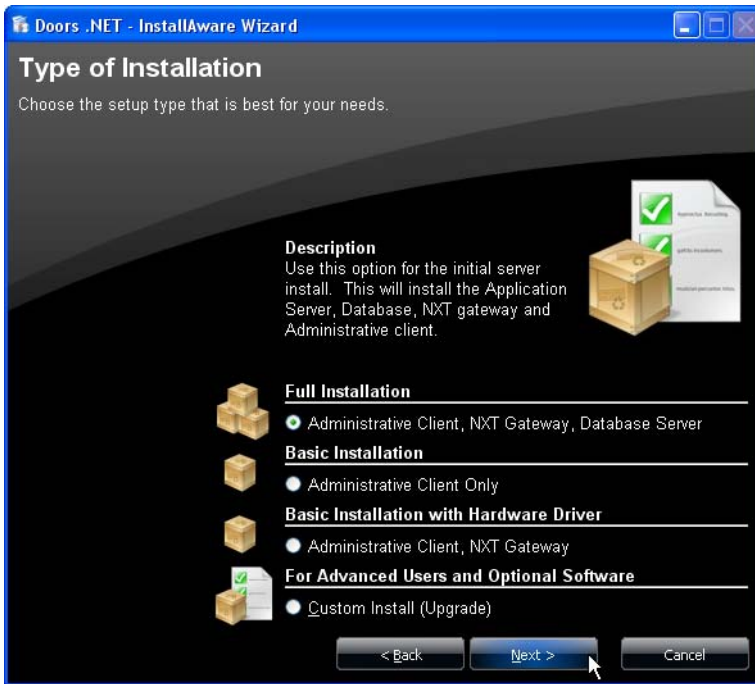 Doors .NET - InstallAware Wizard
Type of Installation
Choose the setup type that is best for your needs.
Description
Use this option for the initial server
install. This will install the Application
Server, Database, NXT gateway and
Administrative client.
Full Installation
Administrative Client, NXT Gateway, Database Server
Basic Installation
Administrative Client Only
Basic Installation with Hardware Driver
Administrative Client, NXT Gateway
For Advanced Users and Optional Software
Custom Install (Upgrade)
< Back
Next >
Cancel